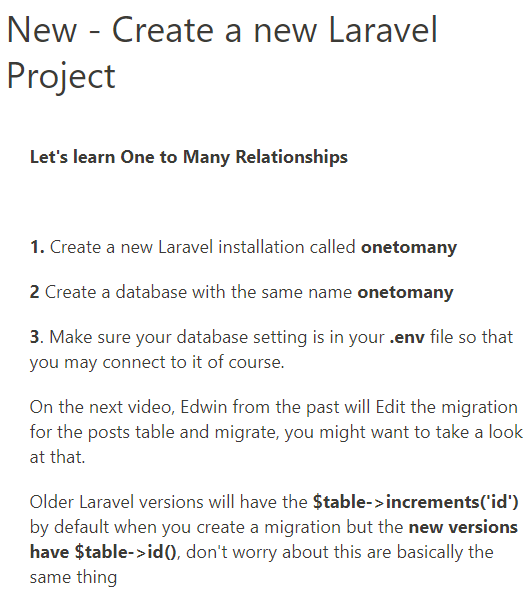 New - Create a new Laravel
Project
Let's learn One to Many Relationships
1. Create a new Laravel installation called onetomany
2 Create a database with the same name onetomany
3. Make sure your database setting is in your .env file so that
you may connect to it of course.
On the next video, Edwin from the past will Edit the migration
for the posts table and migrate, you might want to take a look
at that.
Older Laravel versions will have the $table->increments('id')
by default when you create a migration but the new versions
have $table->id(), don't worry about this are basically the
same thing